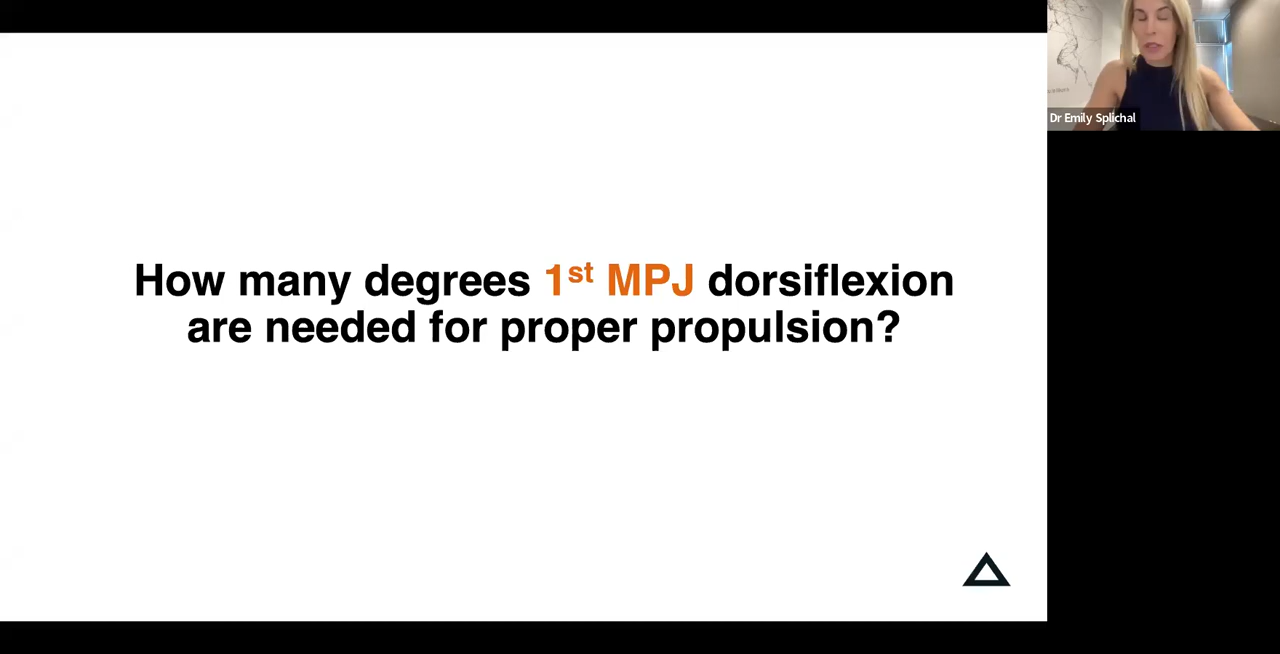 How many degrees 1st MPJ dorsiflexion
are needed for proper propulsion?
Dr Emily Splichal